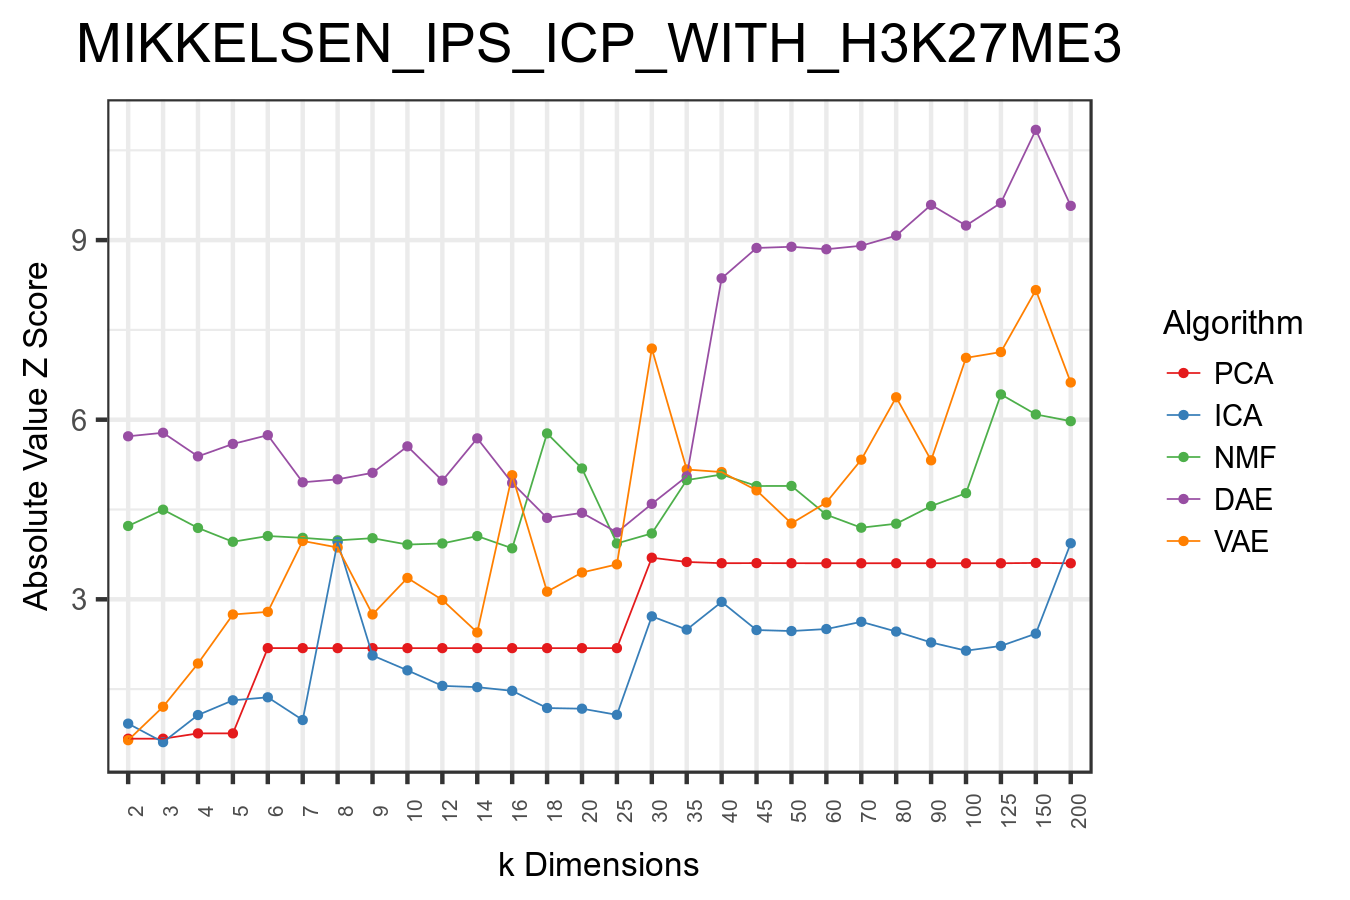 MIKKELSEN_IPS_ICP_WITH_H3K27ME3
Absolute Value Z Score
9
6
3
2 3 4 5 6 7 8 9 10 12 14 16 18 20 25 30 35 40 45 50 60 70 80 90 100 125 150 200
k Dimensions
Algorithm
PCA
ICA
NMF
DAE
VAE